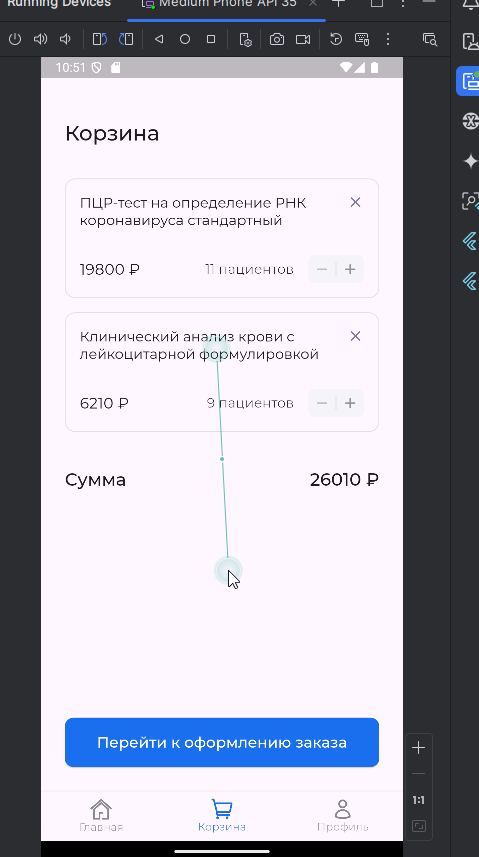 Running Devices
Medium Phone API 35
10:51
Корзина
ПЦР-тест на определение РНК
коронавируса стандартный
19800 ₽
11 пациентов
Клинический анализ крови с
лейкоцитарной формулировкой
6210 ₽
9 пациентов
Сумма
26010 ₽
Перейти к оформлению заказа
Главная
Корзина
Профиль
1:1